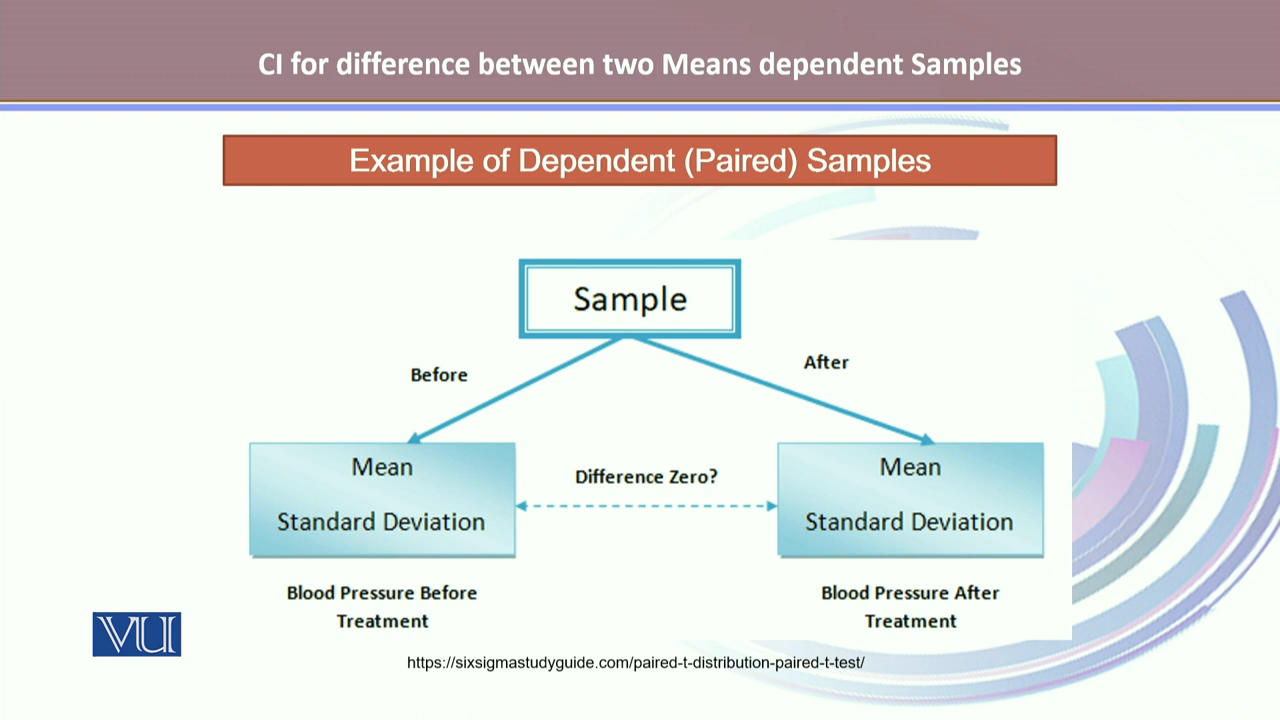 CI for difference between two Means dependent Samples
Example of Dependent (Paired) Samples
Sample
Before
After
Mean
Standard Deviation
Difference Zero?
Mean
Standard Deviation
Blood Pressure Before
Treatment
Blood Pressure After
Treatment
VU
https://sixsigmastudyguide.com/paired-t-distribution-paired-t-test/